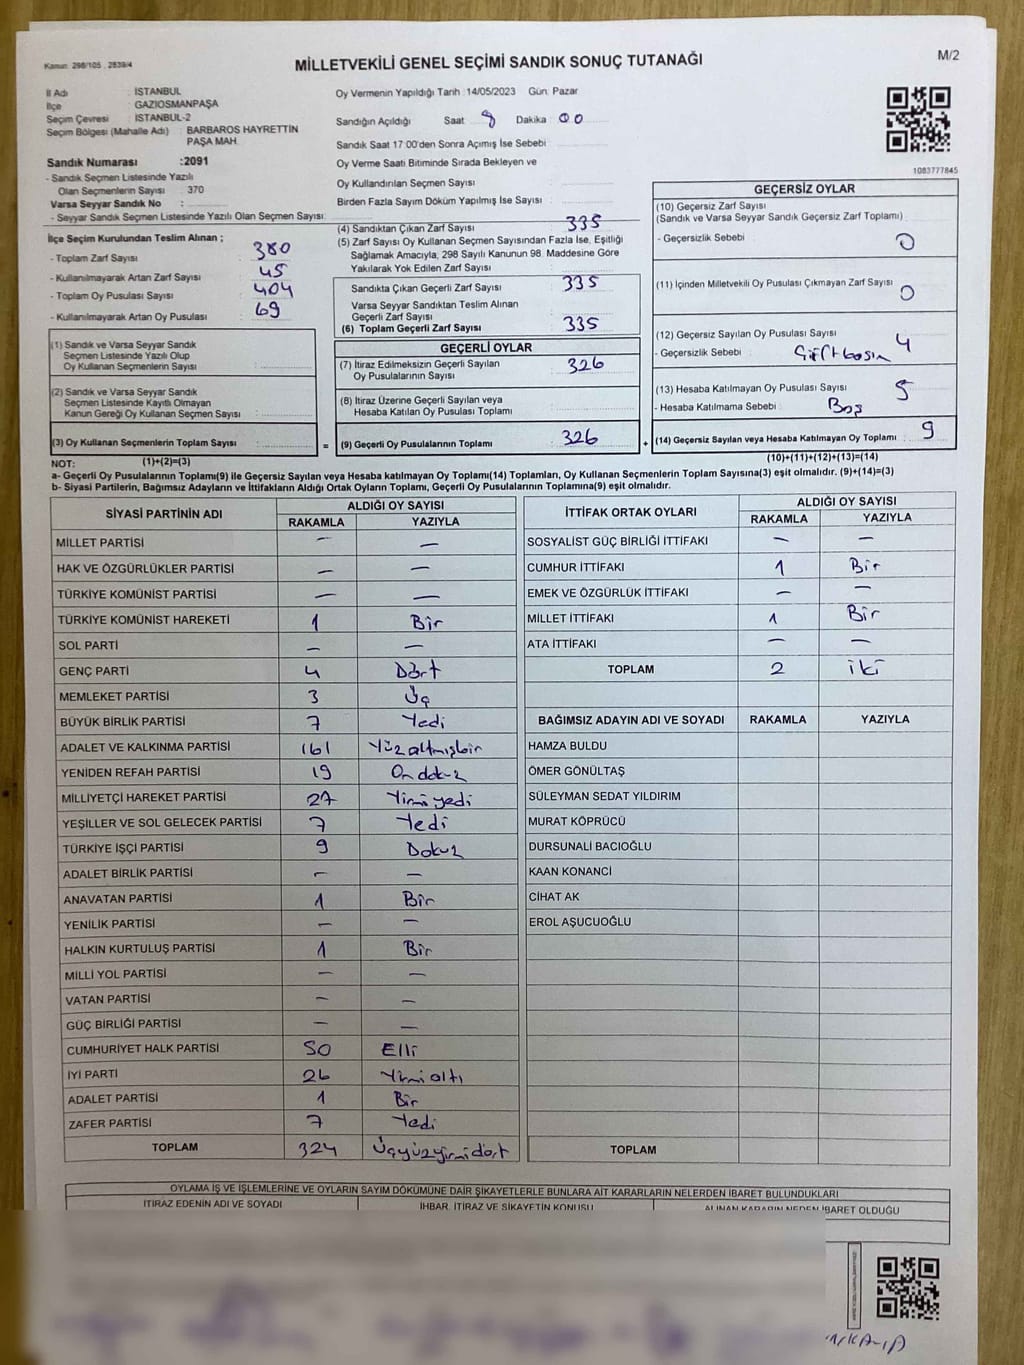 Kanun: 298/105 , 2839/4
MİLLETVEKİLİ GENEL SEÇİMİ SANDIK SONUÇ TUTANAĞI
M/2
İl Adı : İSTANBUL
İlçe : GAZİOSMANPAŞA
Seçim Çevresi : İSTANBUL-2
Seçim Bölgesi (Mahalle Adı) : BARBAROS HAYRETTİN
PAŞA MAH.
Sandık Numarası :2091
- Sandık Seçmen Listesinde Yazılı
Olan Seçmenlerin Sayısı : 370
Varsa Seyyar Sandık No :
- Seyyar Sandık Seçmen Listesinde Yazılı Olan Seçmen Sayısı:
Oy Vermenin Yapıldığı Tarih :14/05/2023 Gün: Pazar
Sandığın Açıldığı Saat 8 Dakika 00
Sandık Saat 17:00'den Sonra Açımış İse Sebebi :
Oy Verme Saati Bitiminde Sırada Bekleyen ve
Oy Kullandırılan Seçmen Sayısı :
Birden Fazla Sayım Döküm Yapılmış İse Sayısı :
1083777845
İlçe Seçim Kurulundan Teslim Alınan ;
- Toplam Zarf Sayısı : 380
- Kullanılmayarak Artan Zarf Sayısı : 45
- Toplam Oy Pusulası Sayısı : 404
- Kullanılmayarak Artan Oy Pusulası : 69
(4) Sandıktan Çıkan Zarf Sayısı : 335
(5) Zarf Sayısı Oy Kullanan Seçmen Sayısından Fazla İse, Eşitliği
Sağlamak Amacıyla, 298 Sayılı Kanunun 98. Maddesine Göre
Yakılarak Yok Edilen Zarf Sayısı :
Sandıkta Çıkan Geçerli Zarf Sayısı : 335
Varsa Seyyar Sandıktan Teslim Alınan
Geçerli Zarf Sayısı :
(6) Toplam Geçerli Zarf Sayısı : 335
GEÇERSİZ OYLAR
(10) Geçersiz Zarf Sayısı
(Sandık ve Varsa Seyyar Sandık Geçersiz Zarf Toplamı) :
- Geçersizlik Sebebi : 0
(11) İçinden Milletvekili Oy Pusulası Çıkmayan Zarf Sayısı : 0
(12) Geçersiz Sayılan Oy Pusulası Sayısı : 4
- Geçersizlik Sebebi : Çift basım
(13) Hesaba Katılmayan Oy Pusulası Sayısı : 5
- Hesaba Katılmama Sebebi : Boş
(14) Geçersiz Sayılan veya Hesaba Katılmayan Oy Toplamı : 9
(10)+(11)+(12)+(13)=(14)
(1) Sandık ve Varsa Seyyar Sandık
Seçmen Listesinde Yazılı Olup
Oy Kullanan Seçmenlerin Sayısı :
(2) Sandık ve Varsa Seyyar Sandık
Seçmen Listesinde Kayıtlı Olmayan
Kanun Gereği Oy Kullanan Seçmen Sayısı :
(3) Oy Kullanan Seçmenlerin Toplam Sayısı :
GEÇERLİ OYLAR
(7) İtiraz Edilmeksizin Geçerli Sayılan
Oy Pusulalarının Sayısı : 326
(8) İtiraz Üzerine Geçerli Sayılan veya
Hesaba Katılan Oy Pusulası Toplamı :
= (9) Geçerli Oy Pusulalarının Toplamı : 326 +
NOT: (1)+(2)=(3)
a- Geçerli Oy Pusulalarının Toplamı(9) ile Geçersiz Sayılan veya Hesaba katılmayan Oy Toplamı(14) Toplamları, Oy Kullanan Seçmenlerin Toplam Sayısına(3) eşit olmalıdır. (9)+(14)=(3)
b- Siyasi Partilerin, Bağımsız Adayların ve İttifakların Aldığı Ortak Oyların Toplamı, Geçerli Oy Pusulalarının Toplamına(9) eşit olmalıdır.
SİYASİ PARTİNİN ADI ALDIĞI OY SAYISI
RAKAMLA YAZIYLA
MİLLET PARTİSİ — —
HAK VE ÖZGÜRLÜKLER PARTİSİ — —
TÜRKİYE KOMÜNİST PARTİSİ — —
TÜRKİYE KOMÜNİST HAREKETİ 1 Bir
SOL PARTİ — —
GENÇ PARTİ 4 Dört
MEMLEKET PARTİSİ 3 Üç
BÜYÜK BİRLİK PARTİSİ 7 Yedi
ADALET VE KALKINMA PARTİSİ 161 Yüzaltmışbir
YENİDEN REFAH PARTİSİ 19 Ondokuz
MİLLİYETÇİ HAREKET PARTİSİ 27 Yirmiyedi
YEŞİLLER VE SOL GELECEK PARTİSİ 7 Yedi
TÜRKİYE İŞÇİ PARTİSİ 9 Dokuz
ADALET BİRLİK PARTİSİ — —
ANAVATAN PARTİSİ 1 Bir
YENİLİK PARTİSİ — —
HALKIN KURTULUŞ PARTİSİ 1 Bir
MİLLİ YOL PARTİSİ — —
VATAN PARTİSİ — —
GÜÇ BİRLİĞİ PARTİSİ — —
CUMHURİYET HALK PARTİSİ 50 Elli
İYİ PARTİ 26 Yirmialtı
ADALET PARTİSİ 1 Bir
ZAFER PARTİSİ 7 Yedi
TOPLAM 324 Üçyüzyirmidört
İTTİFAK ORTAK OYLARI ALDIĞI OY SAYISI
RAKAMLA YAZIYLA
SOSYALİST GÜÇ BİRLİĞİ İTTİFAKI — —
CUMHUR İTTİFAKI 1 Bir
EMEK VE ÖZGÜRLÜK İTTİFAKI — —
MİLLET İTTİFAKI 1 Bir
ATA İTTİFAKI — —
TOPLAM 2 iki
BAĞIMSIZ ADAYIN ADI VE SOYADI RAKAMLA YAZIYLA
HAMZA BULDU
ÖMER GÖNÜLTAŞ
SÜLEYMAN SEDAT YILDIRIM
MURAT KÖPRÜCÜ
DURSUNALİ BACIOĞLU
KAAN KONANCİ
CİHAT AK
EROL AŞUCUOĞLU
TOPLAM
OYLAMA İŞ VE İŞLEMLERİNE VE OYLARIN SAYIM DÖKÜMÜNE DAİR ŞİKAYETLERLE BUNLARA AİT KARARLARIN NELERDEN İBARET BULUNDUKLARI
İTİRAZ EDENİN ADI VE SOYADI İHBAR, İTİRAZ VE ŞİKAYETİN KONUSU ALINAN KARARIN NEDEN İBARET OLDUĞU